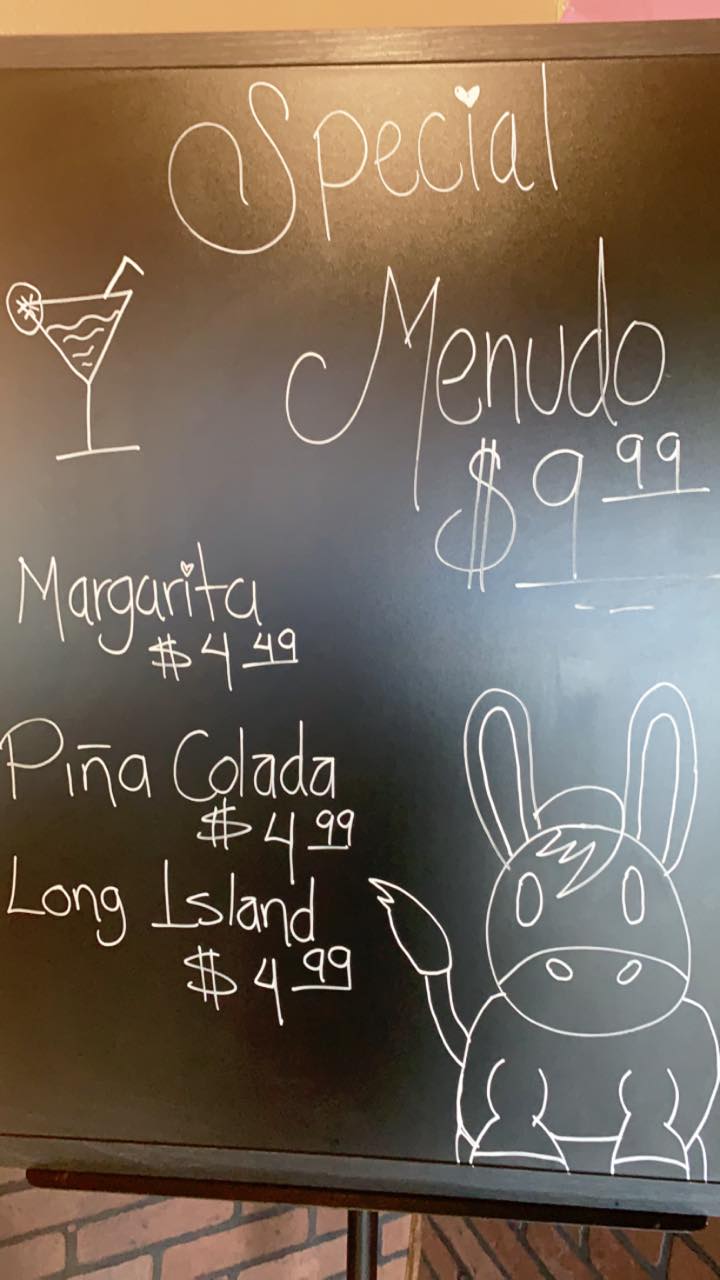 Special
Menudo
$9.99
Margarita
$4.49
Piña Colada
$4.99
Long Island
$4.99